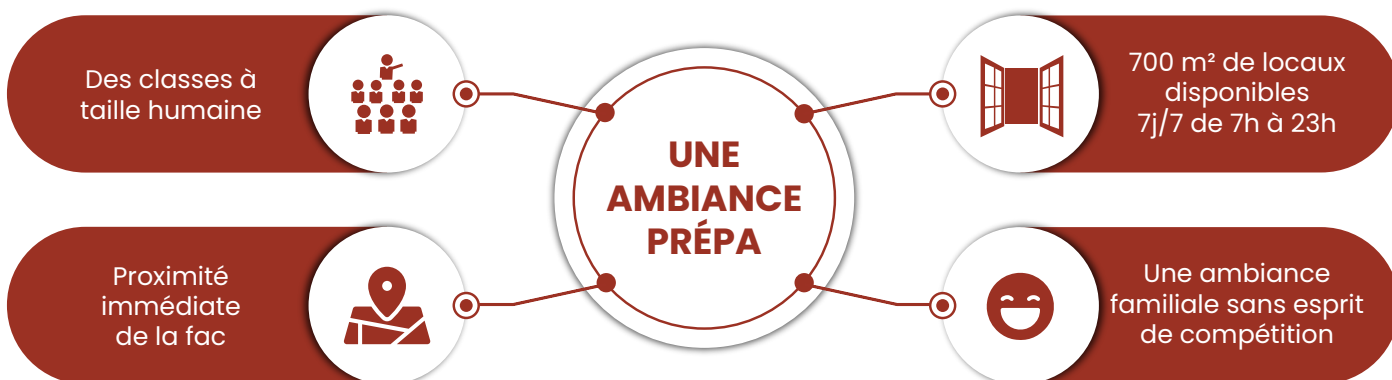 Des classes à
taille humaine
700 m² de locaux
disponibles
7j/7 de 7h à 23h
UNE
AMBIANCE
PRÉPA
Proximité
immédiate
de la fac
Une ambiance
familiale sans esprit
de compétition